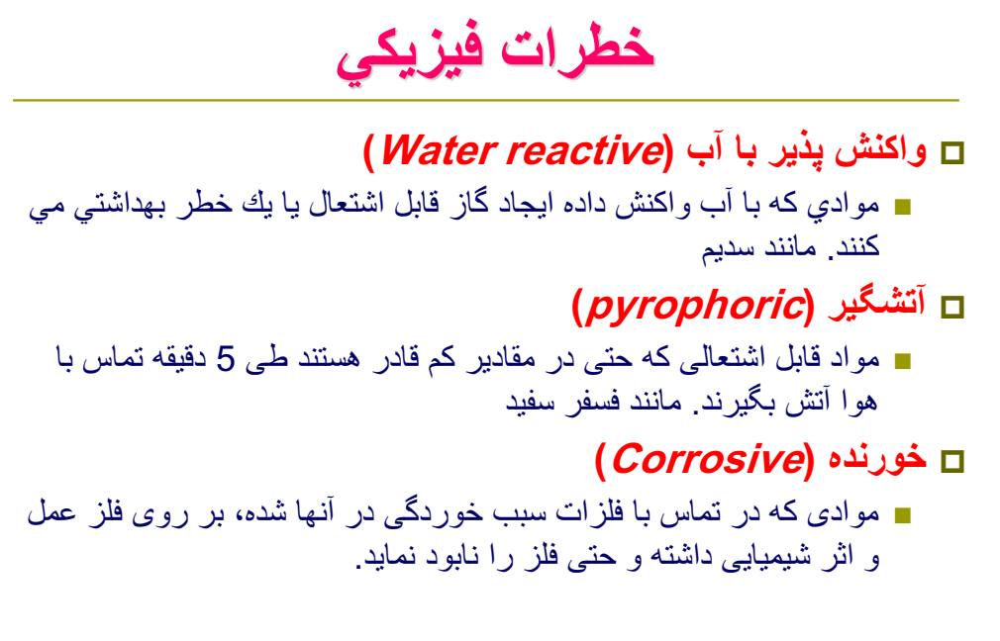 خطرات فيزيكي
واكنش پذير با آب (Water reactive)
موادي كه با آب واكنش داده ايجاد گاز قابل اشتعال يا يك خطر بهداشتي مي
كنند. مانند سديم
آتشگير (pyrophoric)
مواد قابل اشتعالی که حتی در مقادیر کم قادر هستند طی 5 دقیقه تماس با
هوا آتش بگیرند. مانند فسفر سفید
خورنده (Corrosive)
موادی که در تماس با فلزات سبب خوردگی در آنها شده، بر روی فلز عمل
و اثر شیمیایی داشته و حتی فلز را نابود نماید.